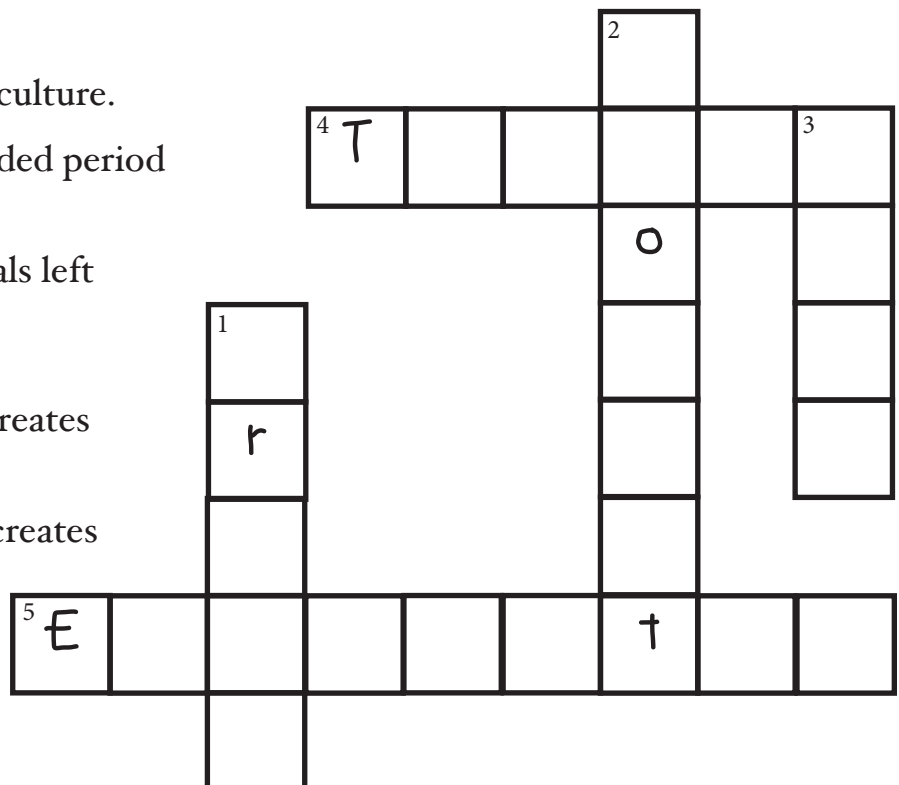 2
culture.
4 T 3
ded period
o
als left
1
reates
r
creates
5 E t